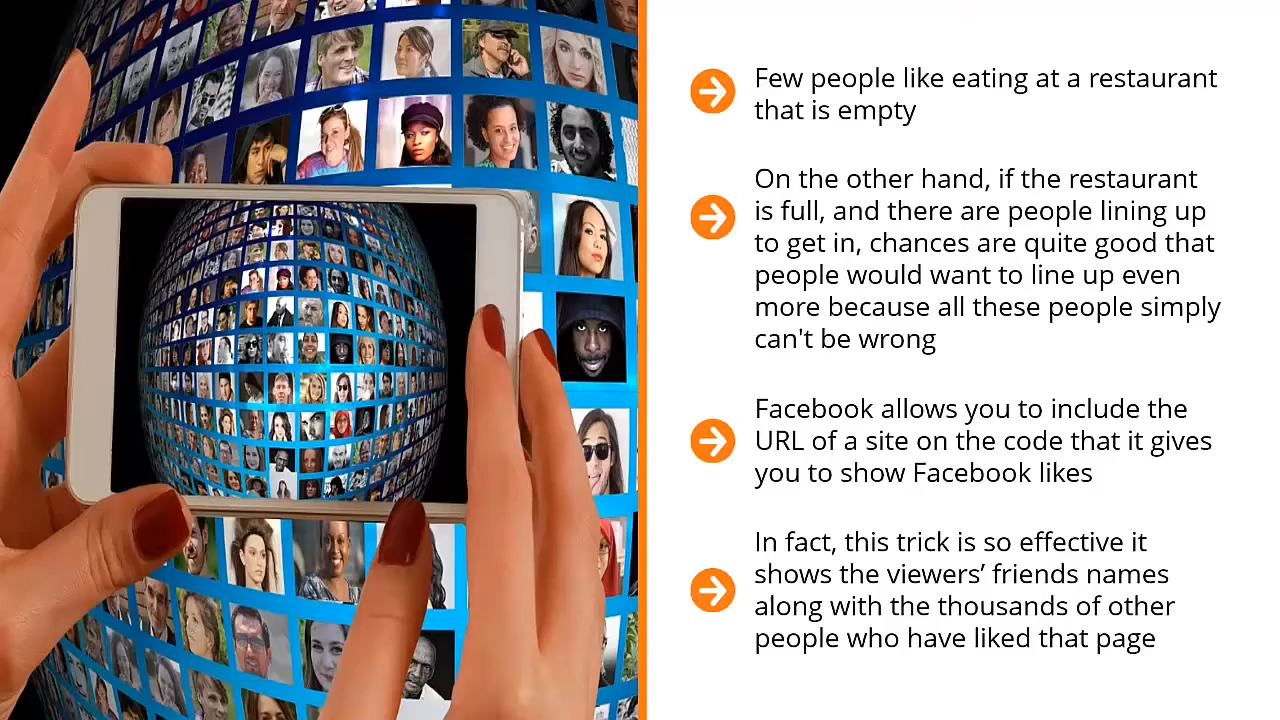 Few people like eating at a restaurant
that is empty
On the other hand, if the restaurant
is full, and there are people lining up
to get in, chances are quite good that
people would want to line up even
more because all these people simply
can't be wrong
Facebook allows you to include the
URL of a site on the code that it gives
you to show Facebook likes
In fact, this trick is so effective it
shows the viewers’ friends names
along with the thousands of other
people who have liked that page